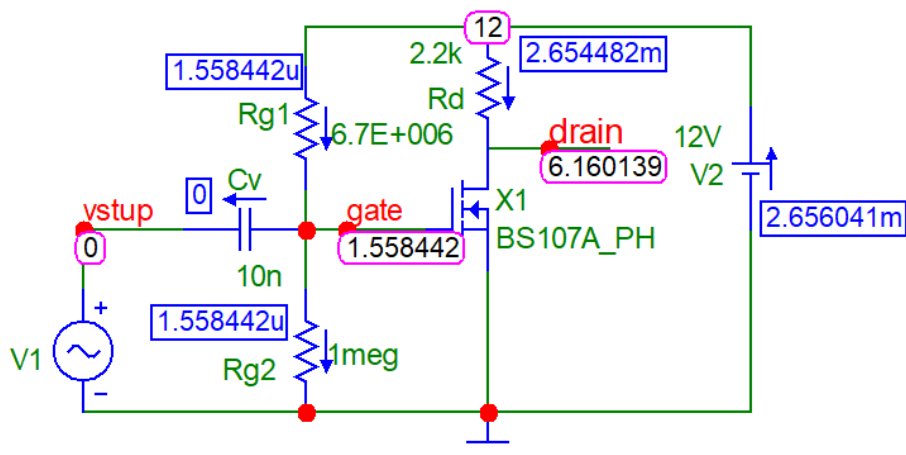 12
2.2k
2.654482m
1.558442u
Rd
Rg1
6.7E+006
drain
12V
6.160139
V2
0
Cv
X1
vstup
gate
0
1.558442
BS107A_PH
2.656041m
10n
1.558442u
+
V1
1meg
Rg2
−